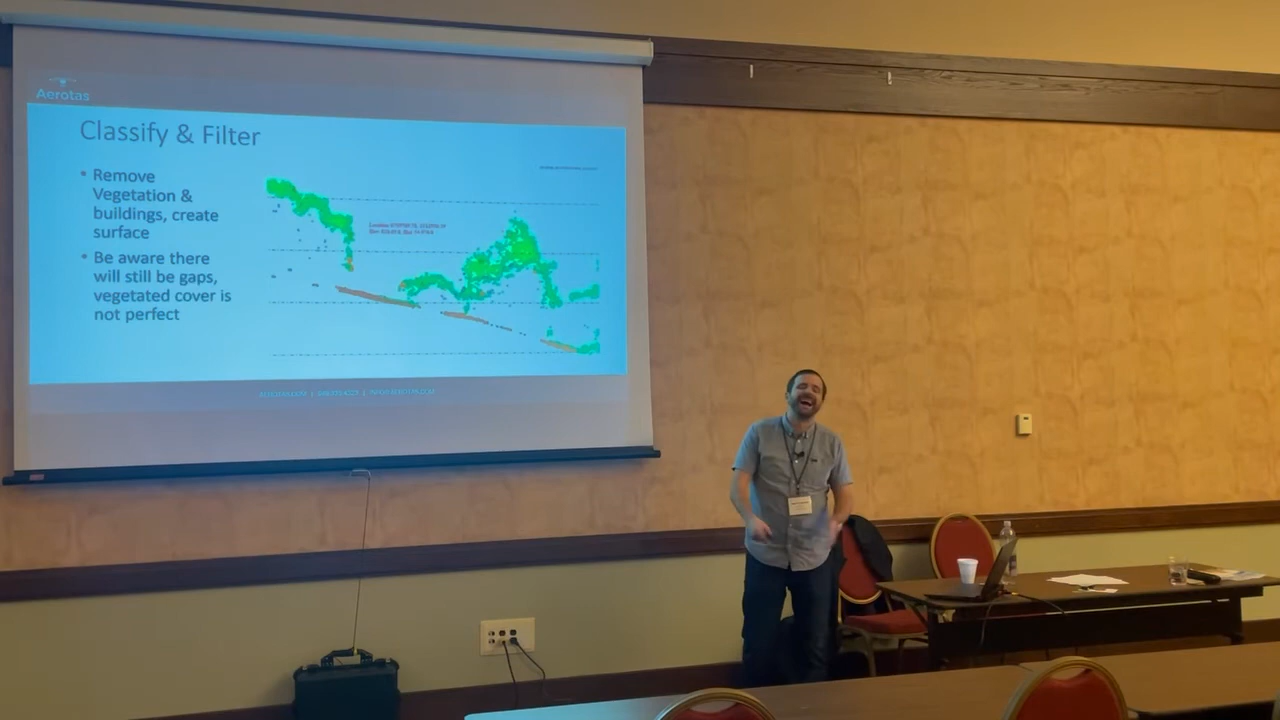 Aerotas
Classify & Filter
• Remove
Vegetation &
buildings, create
surface
• Be aware there
will still be gaps,
vegetated cover is
not perfect